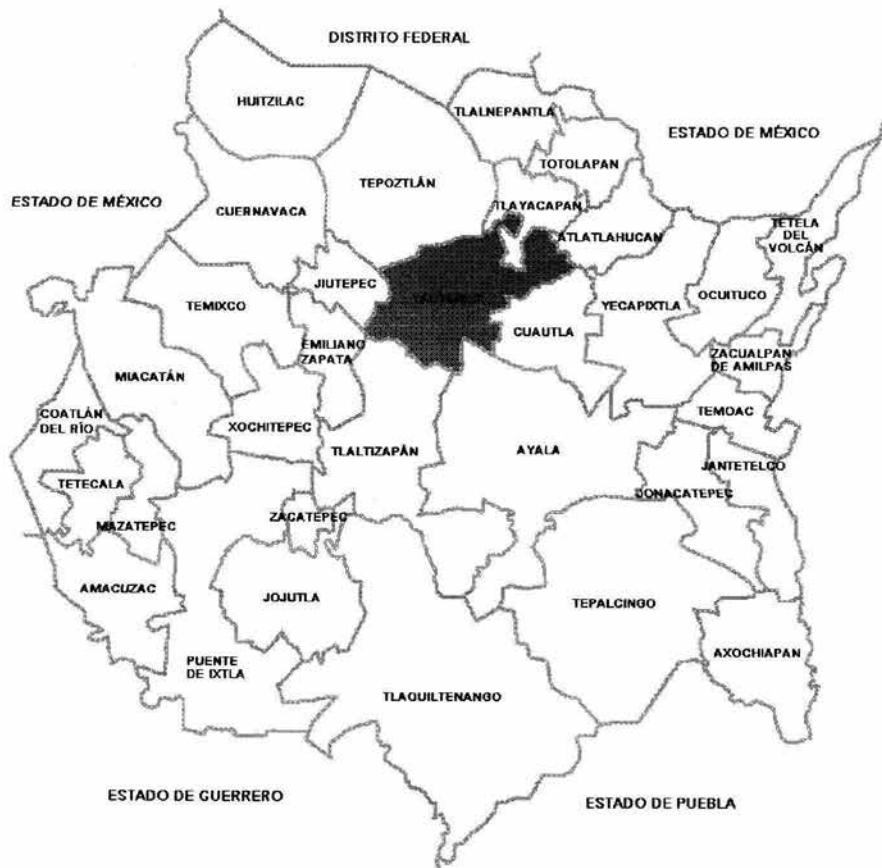 DISTRITO FEDERAL
HUITZILAC
TLALNEPANTLA
ESTADO DE MÉXICO
TOTOLAPAN
TEPOZTLÁN
ESTADO DE MÉXICO
TLAYACAPAN
CUERNAVACA
TETELA
DEL
VOLCÁN
ATLATLAHUCAN
JIUTEPEC
OCUITUCO
TEMIXCO
YECAPIXTLA
CUAUTLA
EMILIANO
ZAPATA
ZACUALPAN
DE AMILPAS
MIACATÁN
COATLÁN
DEL RÍO
TEMOAC
XOCHITEPEC
TLALTIZAPÁN
AYALA
JANTETELCO
TETECALA
JONACATEPEC
MAZATEPEC
ZACATEPEC
AMACUZAC
JOJUTLA
TEPALCINGO
AXOCHIAPAN
PUENTE
DE IXTLA
TLAQUILTENANGO
ESTADO DE GUERRERO
ESTADO DE PUEBLA